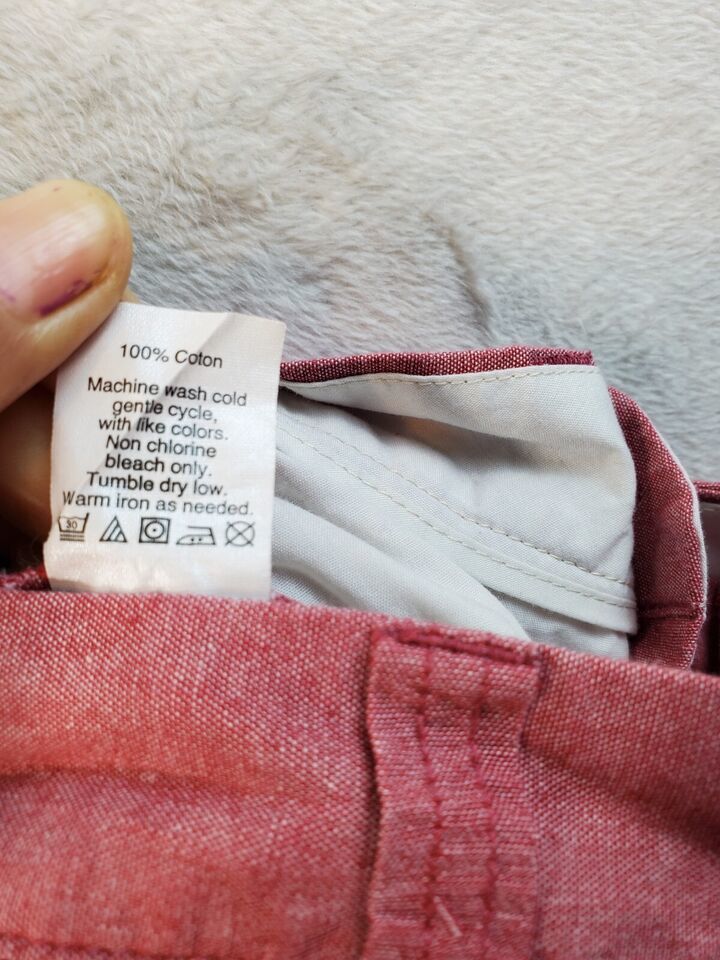 100% Coton
Machine wash cold
gentle cycle,
with like colors.
Non chlorine
bleach only.
Tumble dry low.
Warm iron as needed.
30